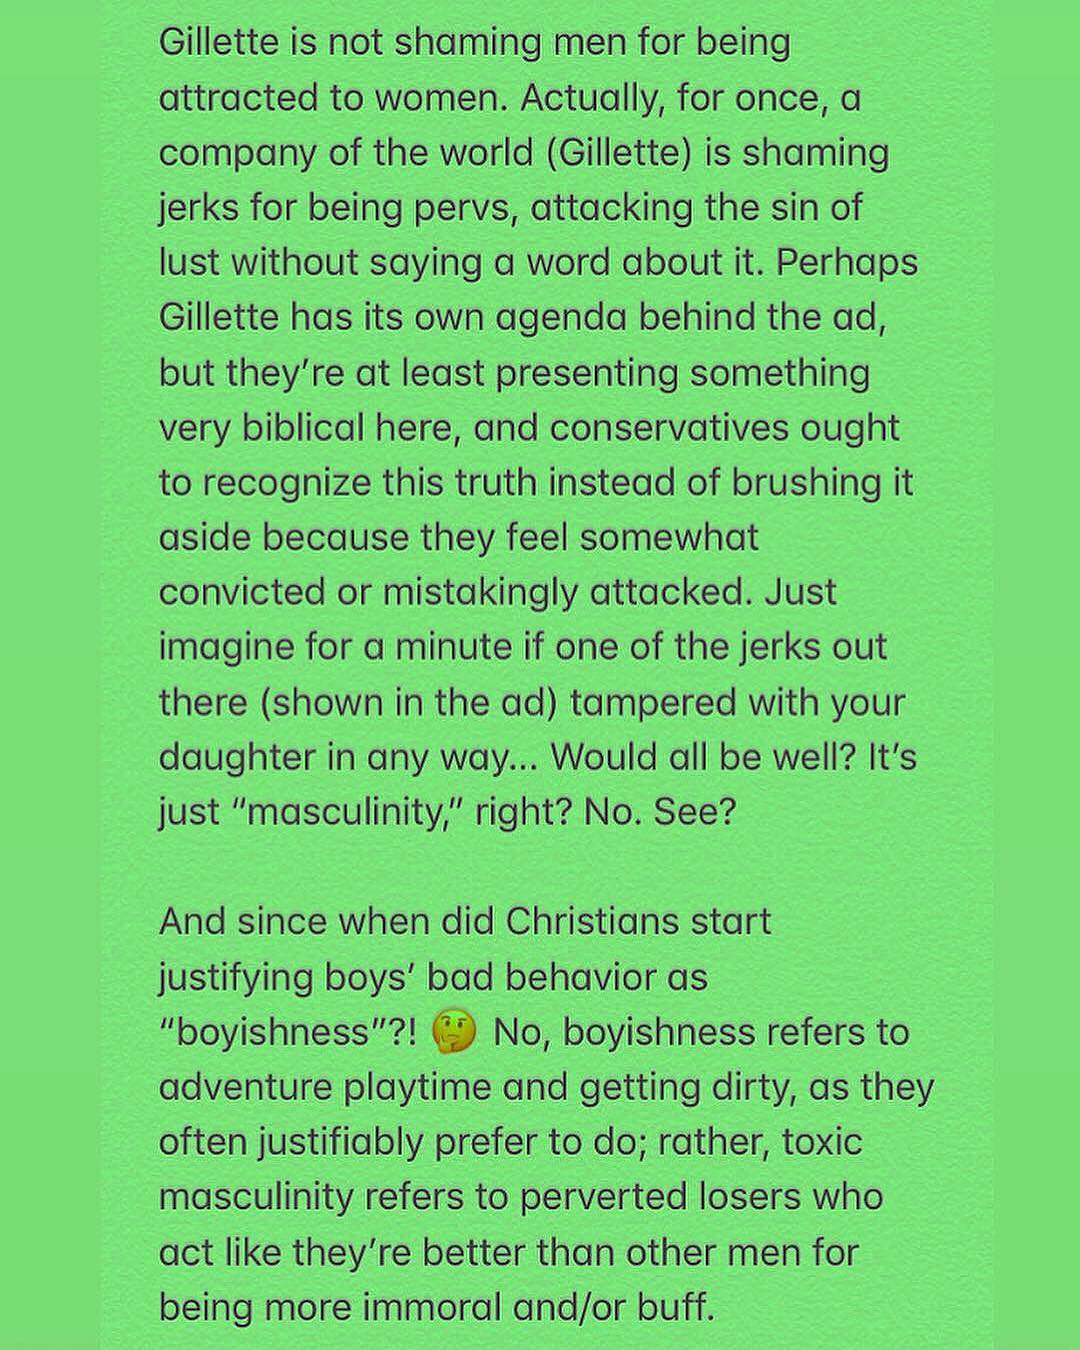 Gillette is not shaming men for being
attracted to women. Actually, for once, a
company of the world (Gillette) is shaming
jerks for being pervs, attacking the sin of
lust without saying a word about it. Perhaps
Gillette has its own agenda behind the ad,
but they’re at least presenting something
very biblical here, and conservatives ought
to recognize this truth instead of brushing it
aside because they feel somewhat
convicted or mistakingly attacked. Just
imagine for a minute if one of the jerks out
there (shown in the ad) tampered with your
daughter in any way... Would all be well? It’s
just “masculinity,” right? No. See?
And since when did Christians start
justifying boys’ bad behavior as
“boyishness”?! 🤔 No, boyishness refers to
adventure playtime and getting dirty, as they
often justifiably prefer to do; rather, toxic
masculinity refers to perverted losers who
act like they’re better than other men for
being more immoral and/or buff.